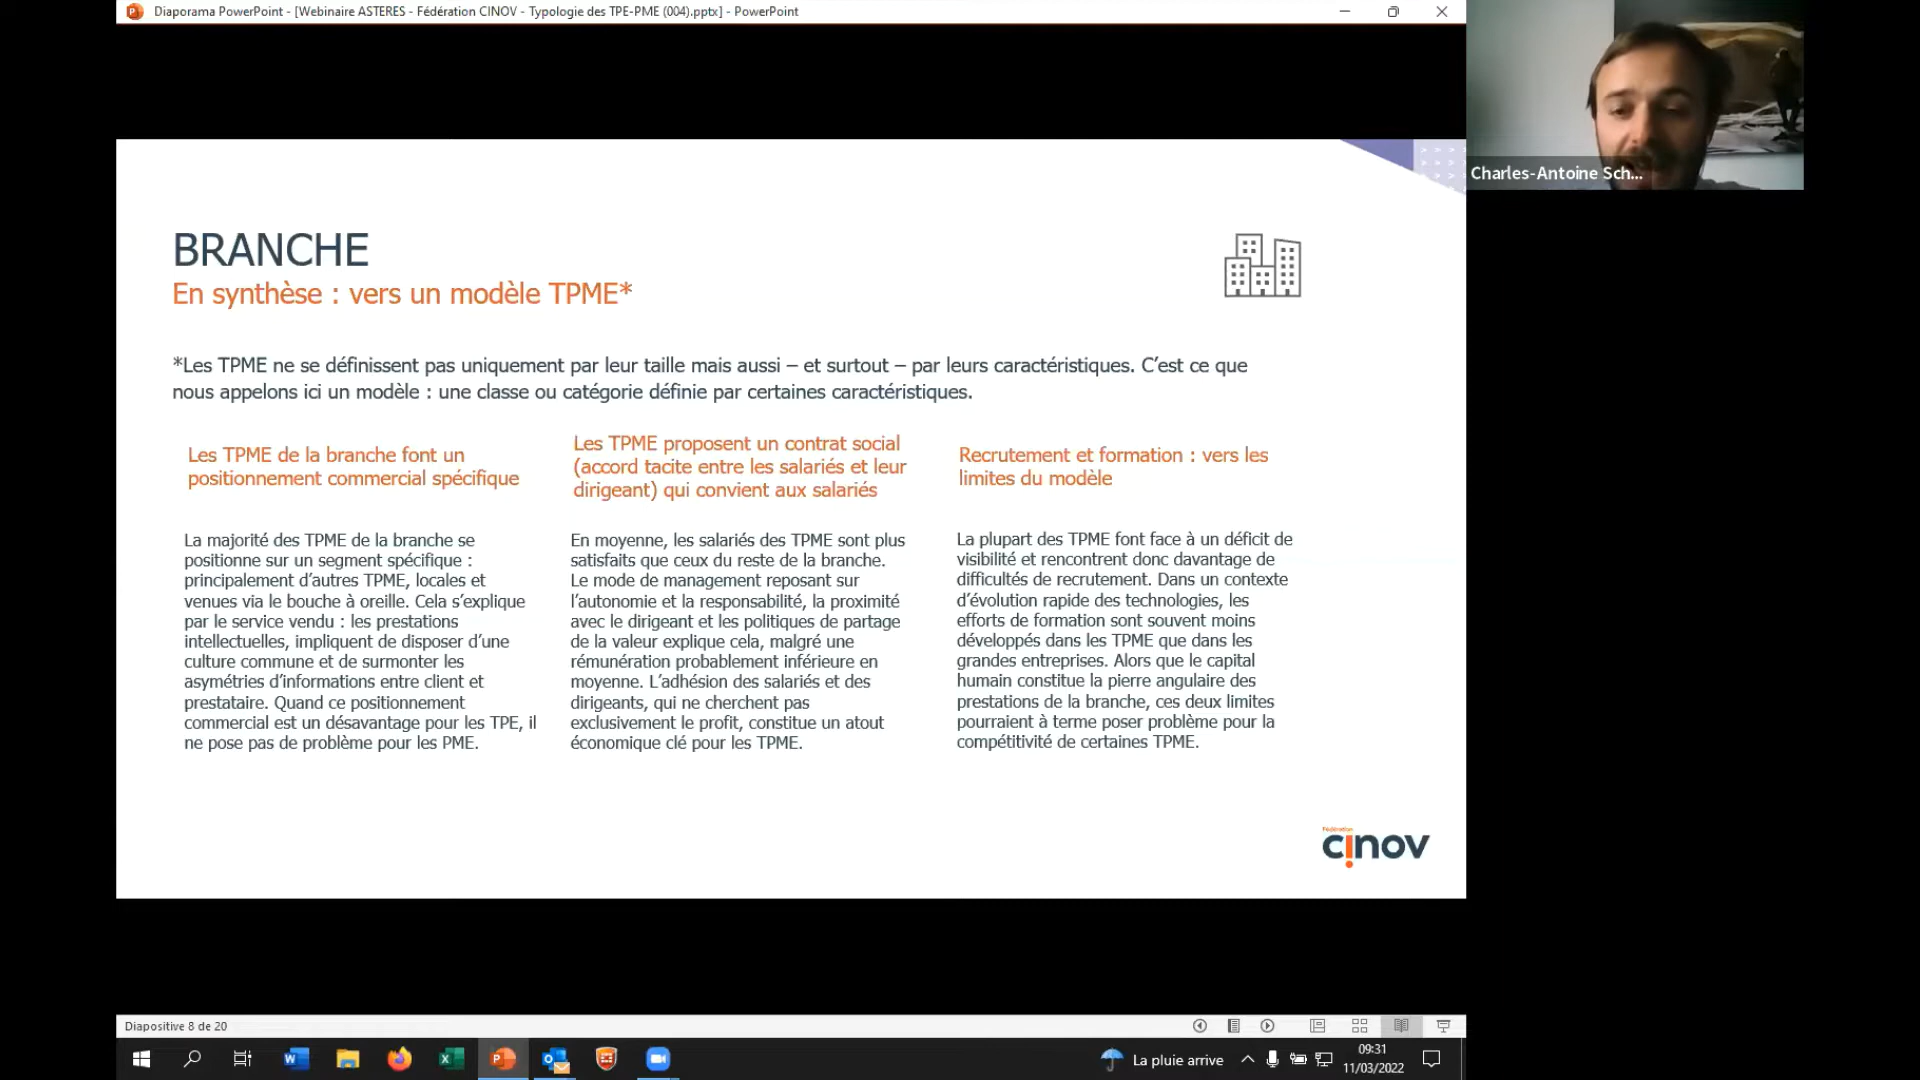 Diaporama PowerPoint - [Webinaire ASTERES - Fédération CINOV - Typologie des TPE-PME (004).pptx] - PowerPoint
Charles-Antoine Sch...
BRANCHE
En synthèse : vers un modèle TPME*
*Les TPME ne se définissent pas uniquement par leur taille mais aussi – et surtout – par leurs caractéristiques. C’est ce que
nous appelons ici un modèle : une classe ou catégorie définie par certaines caractéristiques.
Les TPME de la branche font un
positionnement commercial spécifique
La majorité des TPME de la branche se
positionne sur un segment spécifique :
principalement d’autres TPME, locales et
venues via le bouche à oreille. Cela s’explique
par le service vendu : les prestations
intellectuelles, impliquent de disposer d’une
culture commune et de surmonter les
asymétries d’informations entre client et
prestataire. Quand ce positionnement
commercial est un désavantage pour les TPE, il
ne pose pas de problème pour les PME.
Les TPME proposent un contrat social
(accord tacite entre les salariés et leur
dirigeant) qui convient aux salariés
En moyenne, les salariés des TPME sont plus
satisfaits que ceux du reste de la branche.
Le mode de management reposant sur
l’autonomie et la responsabilité, la proximité
avec le dirigeant et les politiques de partage
de la valeur explique cela, malgré une
rémunération probablement inférieure en
moyenne. L’adhésion des salariés et des
dirigeants, qui ne cherchent pas
exclusivement le profit, constitue un atout
économique clé pour les TPME.
Recrutement et formation : vers les
limites du modèle
La plupart des TPME font face à un déficit de
visibilité et rencontrent donc davantage de
difficultés de recrutement. Dans un contexte
d’évolution rapide des technologies, les
efforts de formation sont souvent moins
développés dans les TPME que dans les
grandes entreprises. Alors que le capital
humain constitue la pierre angulaire des
prestations de la branche, ces deux limites
pourraient à terme poser problème pour la
compétitivité de certaines TPME.
Fédération
cinov
Diapositive 8 de 20
La pluie arrive
09:31
11/03/2022